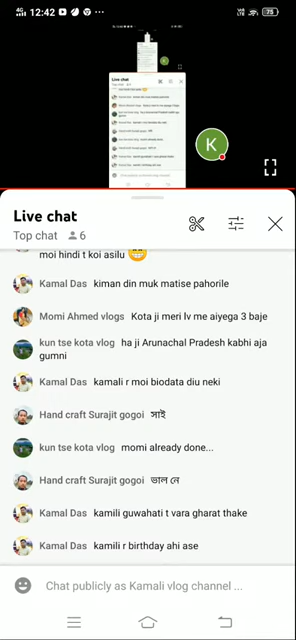 12:42
75
Live chat
Top chat 6
moi hindi t koi asilu 😁
Kamal Das kiman din muk matise pahorile
Momi Ahmed vlogs Kota ji meri lv me aiyega 3 baje
kun tse kota vlog ha ji Arunachal Pradesh kabhi aja
gumni
Kamal Das kamali r moi biodata diu neki
Hand craft Surajit gogoi সাই
kun tse kota vlog momi already done...
Hand craft Surajit gogoi ভাল নে
Kamal Das kamili guwahati t vara gharat thake
Kamal Das kamili r birthday ahi ase
Chat publicly as Kamali vlog channel ...
K